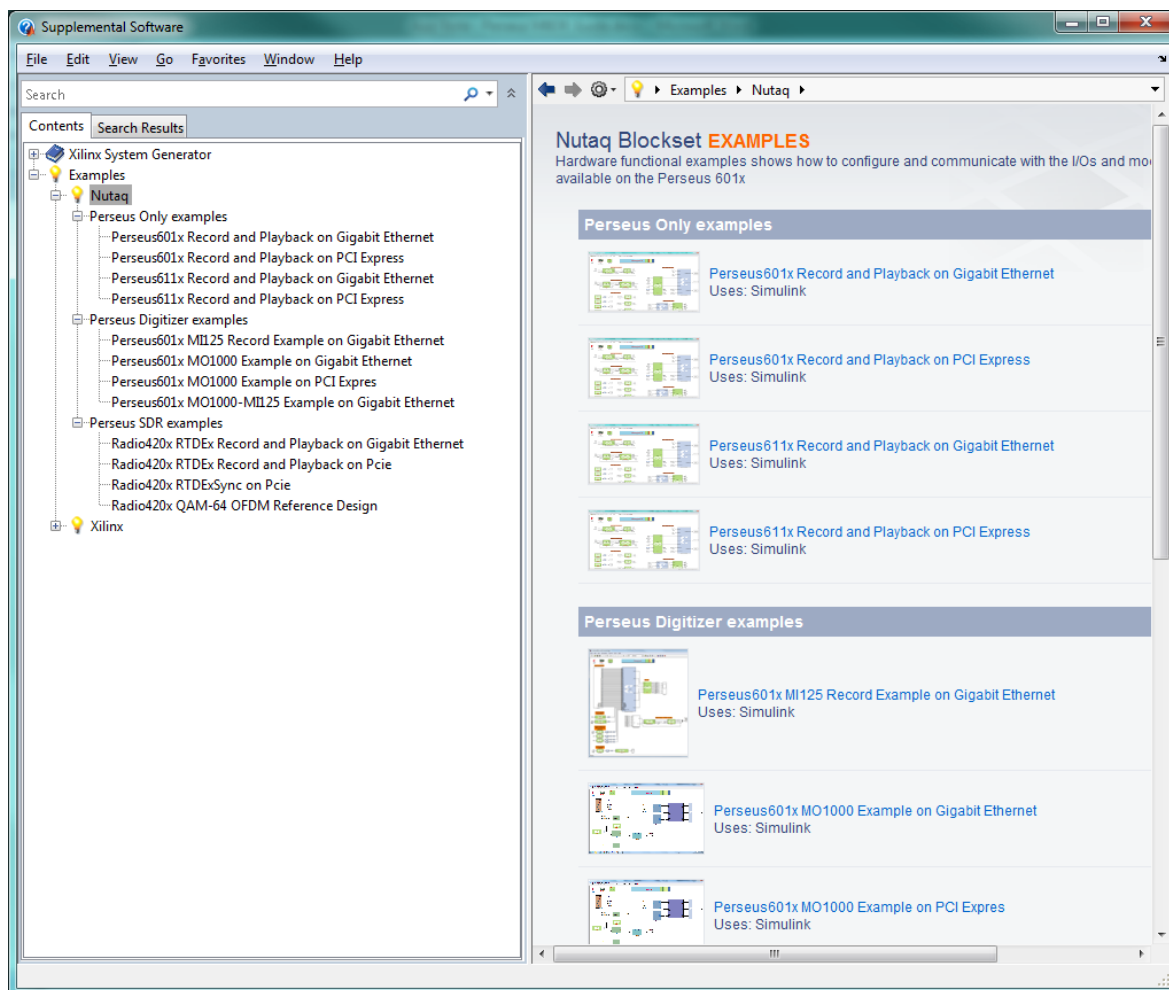 Supplemental Software
File Edit View Go Favorites Window Help
Search
Contents Search Results
Xilinx System Generator
Examples
Nutaq
Perseus Only examples
Perseus601x Record and Playback on Gigabit Ethernet
Perseus601x Record and Playback on PCI Express
Perseus611x Record and Playback on Gigabit Ethernet
Perseus611x Record and Playback on PCI Express
Perseus Digitizer examples
Perseus601x MI125 Record Example on Gigabit Ethernet
Perseus601x MO1000 Example on Gigabit Ethernet
Perseus601x MO1000 Example on PCI Expres
Perseus601x MO1000-MI125 Example on Gigabit Ethernet
Perseus SDR examples
Radio420x RTDEx Record and Playback on Gigabit Ethernet
Radio420x RTDEx Record and Playback on Pcie
Radio420x RTDExSync on Pcie
Radio420x QAM-64 OFDM Reference Design
Xilinx
Examples Nutaq
Nutaq Blockset EXAMPLES
Hardware functional examples shows how to configure and communicate with the I/Os and mo
available on the Perseus 601x
Perseus Only examples
Perseus601x Record and Playback on Gigabit Ethernet
Uses: Simulink
Perseus601x Record and Playback on PCI Express
Uses: Simulink
Perseus611x Record and Playback on Gigabit Ethernet
Uses: Simulink
Perseus611x Record and Playback on PCI Express
Uses: Simulink
Perseus Digitizer examples
Perseus601x MI125 Record Example on Gigabit Ethernet
Uses: Simulink
Perseus601x MO1000 Example on Gigabit Ethernet
Uses: Simulink
Perseus601x MO1000 Example on PCI Expres
Uses: Simulink